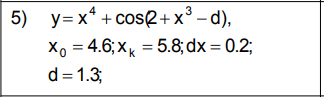 5) y = x⁴ + cos(2 + x³ – d),
x₀ = 4.6; xₖ = 5.8; dx = 0.2;
d = 1.3;